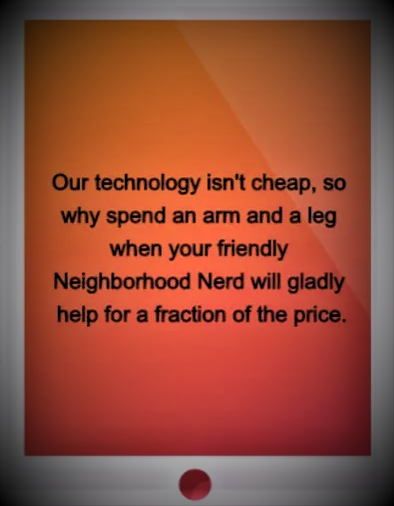 Our technology isn't cheap, so
why spend an arm and a leg
when your friendly
Neighborhood Nerd will gladly
help for a fraction of the price.